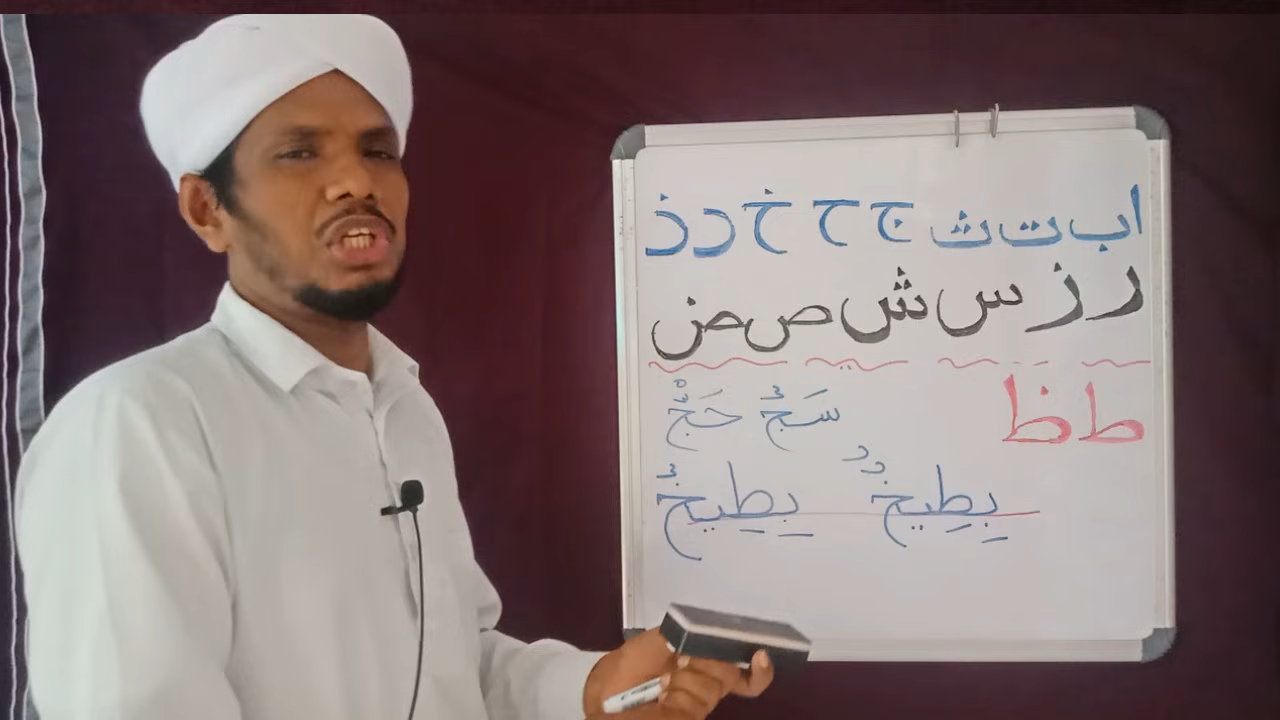 ا ب ت ث ج ح خ د ذ
ر ز س ش ص ض
ط ظ سَجٌ حَجْ
بِطِيخٌ بِطِيخٌ